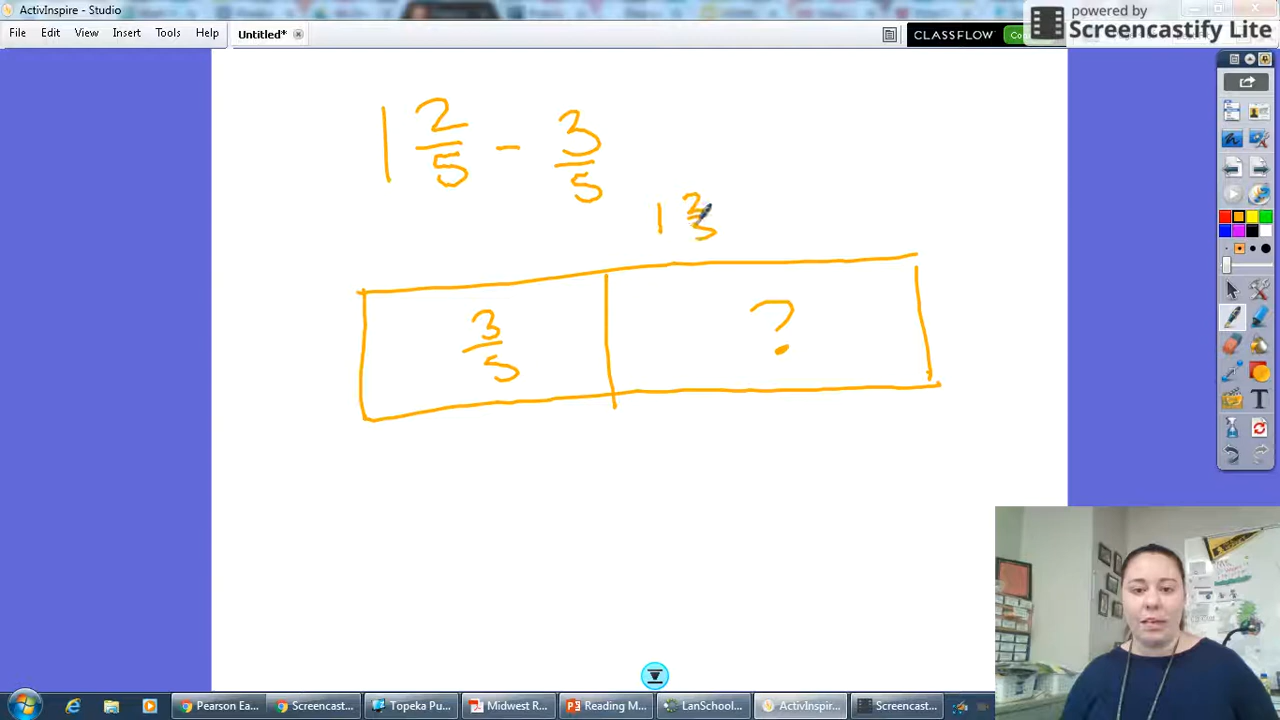 ActivInspire - Studio
powered by
Screencastify Lite
File Edit View Insert Tools Help
Untitled*
CLASSFLOW
1 2/5 - 3/5
1 2/5
3/5 ?
Pearson Ea...
Screencast...
Topeka Pu...
Midwest R...
Reading M...
LanSchool...
ActivInspir...
Screencast...